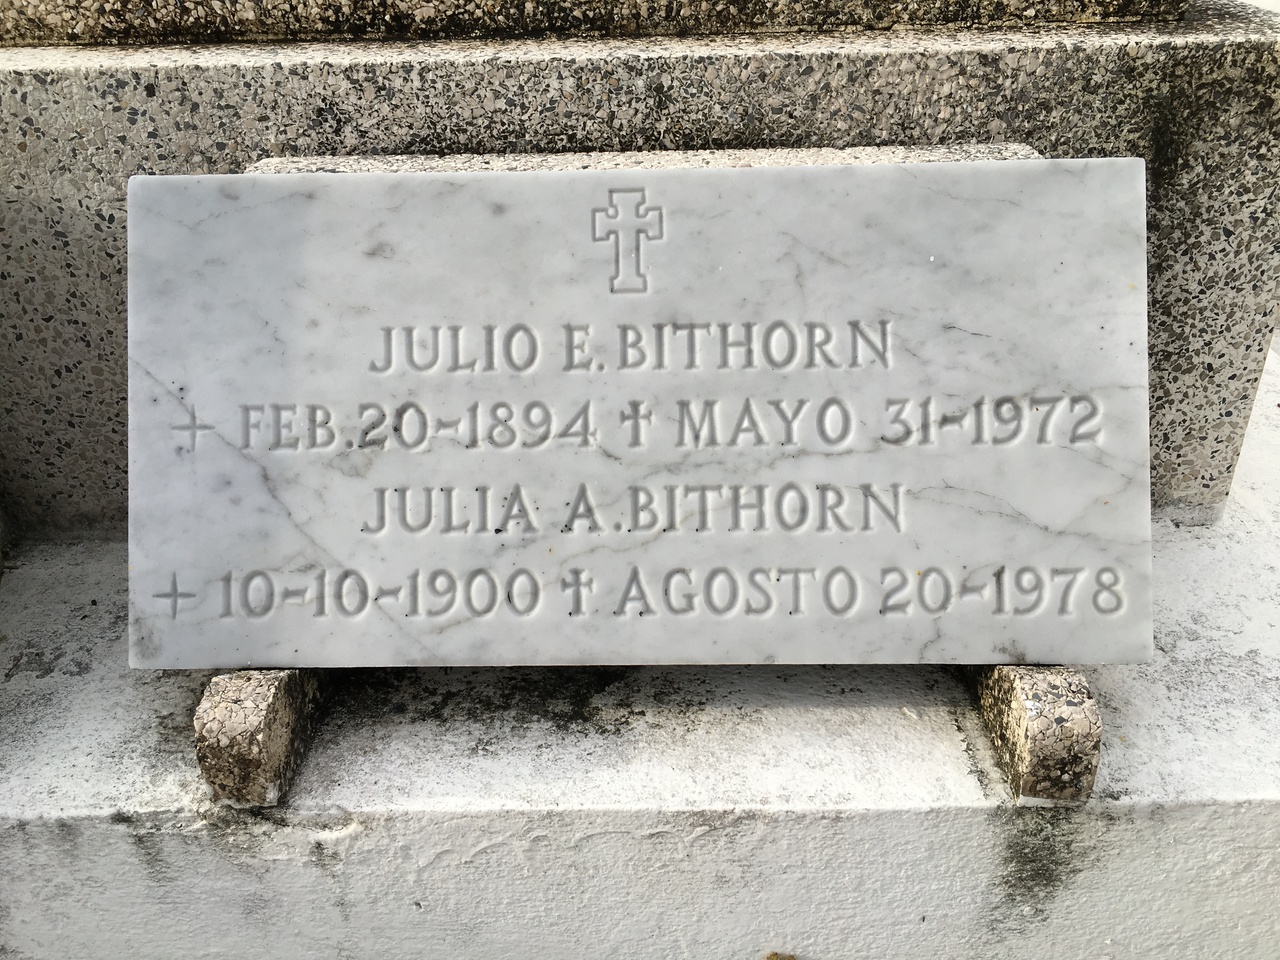 JULIO E. BITHORN
+ FEB. 20-1894 ✝ MAYO 31-1972
JULIA A. BITHORN
+ 10-10-1900 ✝ AGOSTO 20-1978